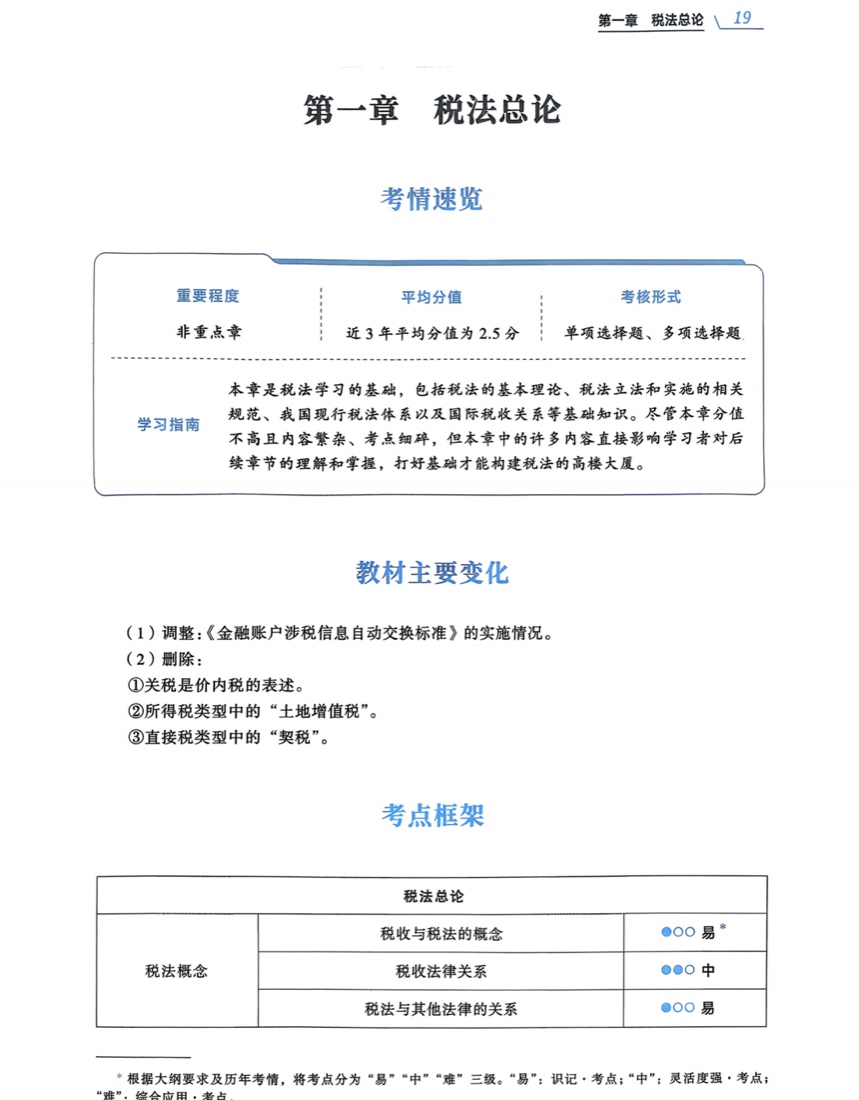 第一章 税法总论 19
第一章 税法总论
考情速览
重要程度 平均分值 考核形式
非重点章 近3年平均分值为2.5分 单项选择题、多项选择题
学习指南
本章是税法学习的基础，包括税法的基本理论、税法立法和实施的相关
规范、我国现行税法体系以及国际税收关系等基础知识。尽管本章分值
不高且内容繁杂、考点细碎，但本章中的许多内容直接影响学习者对后
续章节的理解和掌握，打好基础才能构建税法的高楼大厦。
教材主要变化
（1）调整：《金融账户涉税信息自动交换标准》的实施情况。
（2）删除：
①关税是价内税的表述。
②所得税类型中的“土地增值税”。
③直接税类型中的“契税”。
考点框架
税法总论
税法概念
税收与税法的概念 ●○○ 易*
税收法律关系 ●●○ 中
税法与其他法律的关系 ●○○ 易
*根据大纲要求及历年考情，将考点分为“易”“中”“难”三级。“易”：识记·考点；“中”：灵活度强·考点；
“难”：综合应用·考点。